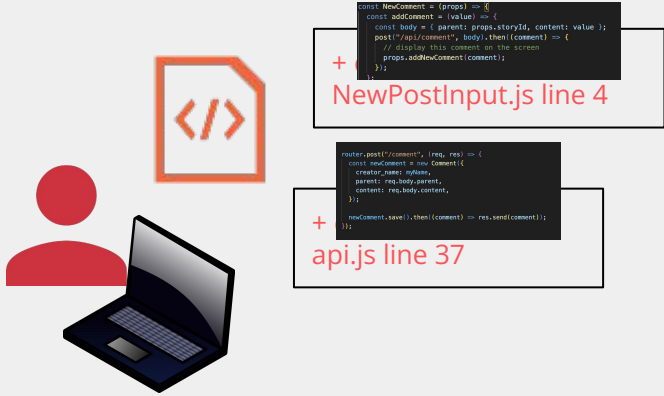 const NewComment = (props) => {
const addComment = (value) => {
const body = { parent: props.storyId, content: value };
post("/api/comment", body).then((comment) => {
// display this comment on the screen
props.addNewComment(comment);
});
};
+
NewPostInput.js line 4
</>
router.post("/comment", (req, res) => {
const newComment = new Comment({
creator_name: myName,
parent: req.body.parent,
content: req.body.content,
});
newComment.save().then((comment) => res.send(comment));
});
+
api.js line 37